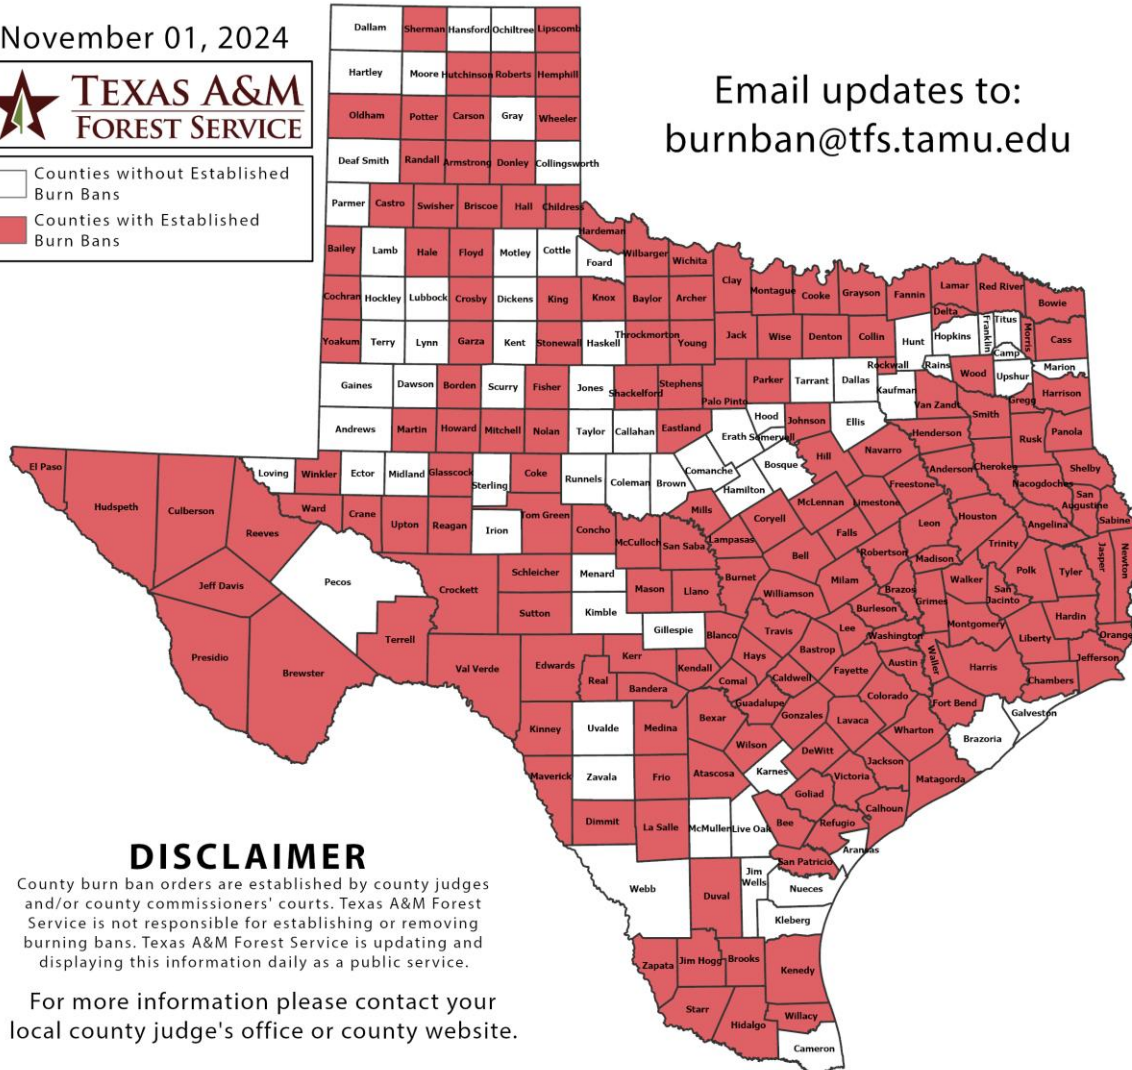 November 01, 2024
TEXAS A&M
FOREST SERVICE
Counties without Established
Burn Bans
Counties with Established
Burn Bans
Email updates to:
burnban@tfs.tamu.edu
Dallam Sherman Hansford Ochiltree Lipscomb
Hartley Moore Hutchinson Roberts Hemphill
Oldham Potter Carson Gray Wheeler
Deaf Smith Randall Armstrong Donley Collingsworth
Parmer Castro Swisher Briscoe Hall Childress
Hardeman
Bailey Lamb Hale Floyd Motley Cottle Foard Wilbarger Wichita
Clay Montague Cooke Grayson Fannin Lamar Red River Bowie
Cochran Hockley Lubbock Crosby Dickens King Knox Baylor Archer
Delta Titus Franklin Morris Cass
Yoakum Terry Lynn Garza Kent Stonewall Haskell Throckmorton Young Jack Wise Denton Collin Hunt Hopkins
Camp
Rockwall Rains Wood Upshur Marion
Gaines Dawson Borden Scurry Fisher Jones Shackelford Stephens Palo Pinto Parker Tarrant Dallas Kaufman Van Zandt Gregg Harrison
Andrews Martin Howard Mitchell Nolan Taylor Callahan Eastland Erath Hood Somervell Johnson Ellis Henderson Smith Rusk Panola
El Paso Hudspeth Culberson Reeves Loving Winkler Ector Midland Glasscock Sterling Coke Runnels Coleman Brown Comanche Hamilton Bosque Hill Navarro Freestone Anderson Cherokee Nacogdoches Shelby
San
Augustine
Sabine
Ward Crane Upton Reagan Irion Tom Green Concho McCulloch San Saba Mills Lampasas Coryell McLennan Limestone Falls Leon Houston Angelina
Jeff Davis Pecos Crockett Schleicher Menard Mason Llano Burnet Bell Williamson Milam Robertson Brazos Madison Walker Trinity Polk Tyler Jasper Newton
San
Jacinto
Presidio Brewster Terrell Val Verde Sutton Kimble Gillespie Blanco Travis Lee Burleson Washington Grimes Montgomery Liberty Hardin Orange
Edwards Real Kerr Bandera Kendall Hays Comal Caldwell Bastrop Fayette Austin Waller Harris Chambers Jefferson
Kinney Uvalde Medina Bexar Guadalupe Gonzales Lavaca Colorado Wharton Fort Bend Brazoria Galveston
Maverick Zavala Frio Atascosa Wilson Karnes DeWitt Victoria Jackson Matagorda
Dimmit La Salle McMullen Live Oak Bee Goliad Refugio Calhoun Aransas
San Patricio
Webb Duval Jim
Wells
Nueces
Kleberg
Zapata Jim Hogg Brooks Kenedy
Starr Hidalgo Willacy
Cameron
DISCLAIMER
County burn ban orders are established by county judges
and/or county commissioners' courts. Texas A&M Forest
Service is not responsible for establishing or removing
burning bans. Texas A&M Forest Service is updating and
displaying this information daily as a public service.
For more information please contact your
local county judge's office or county website.